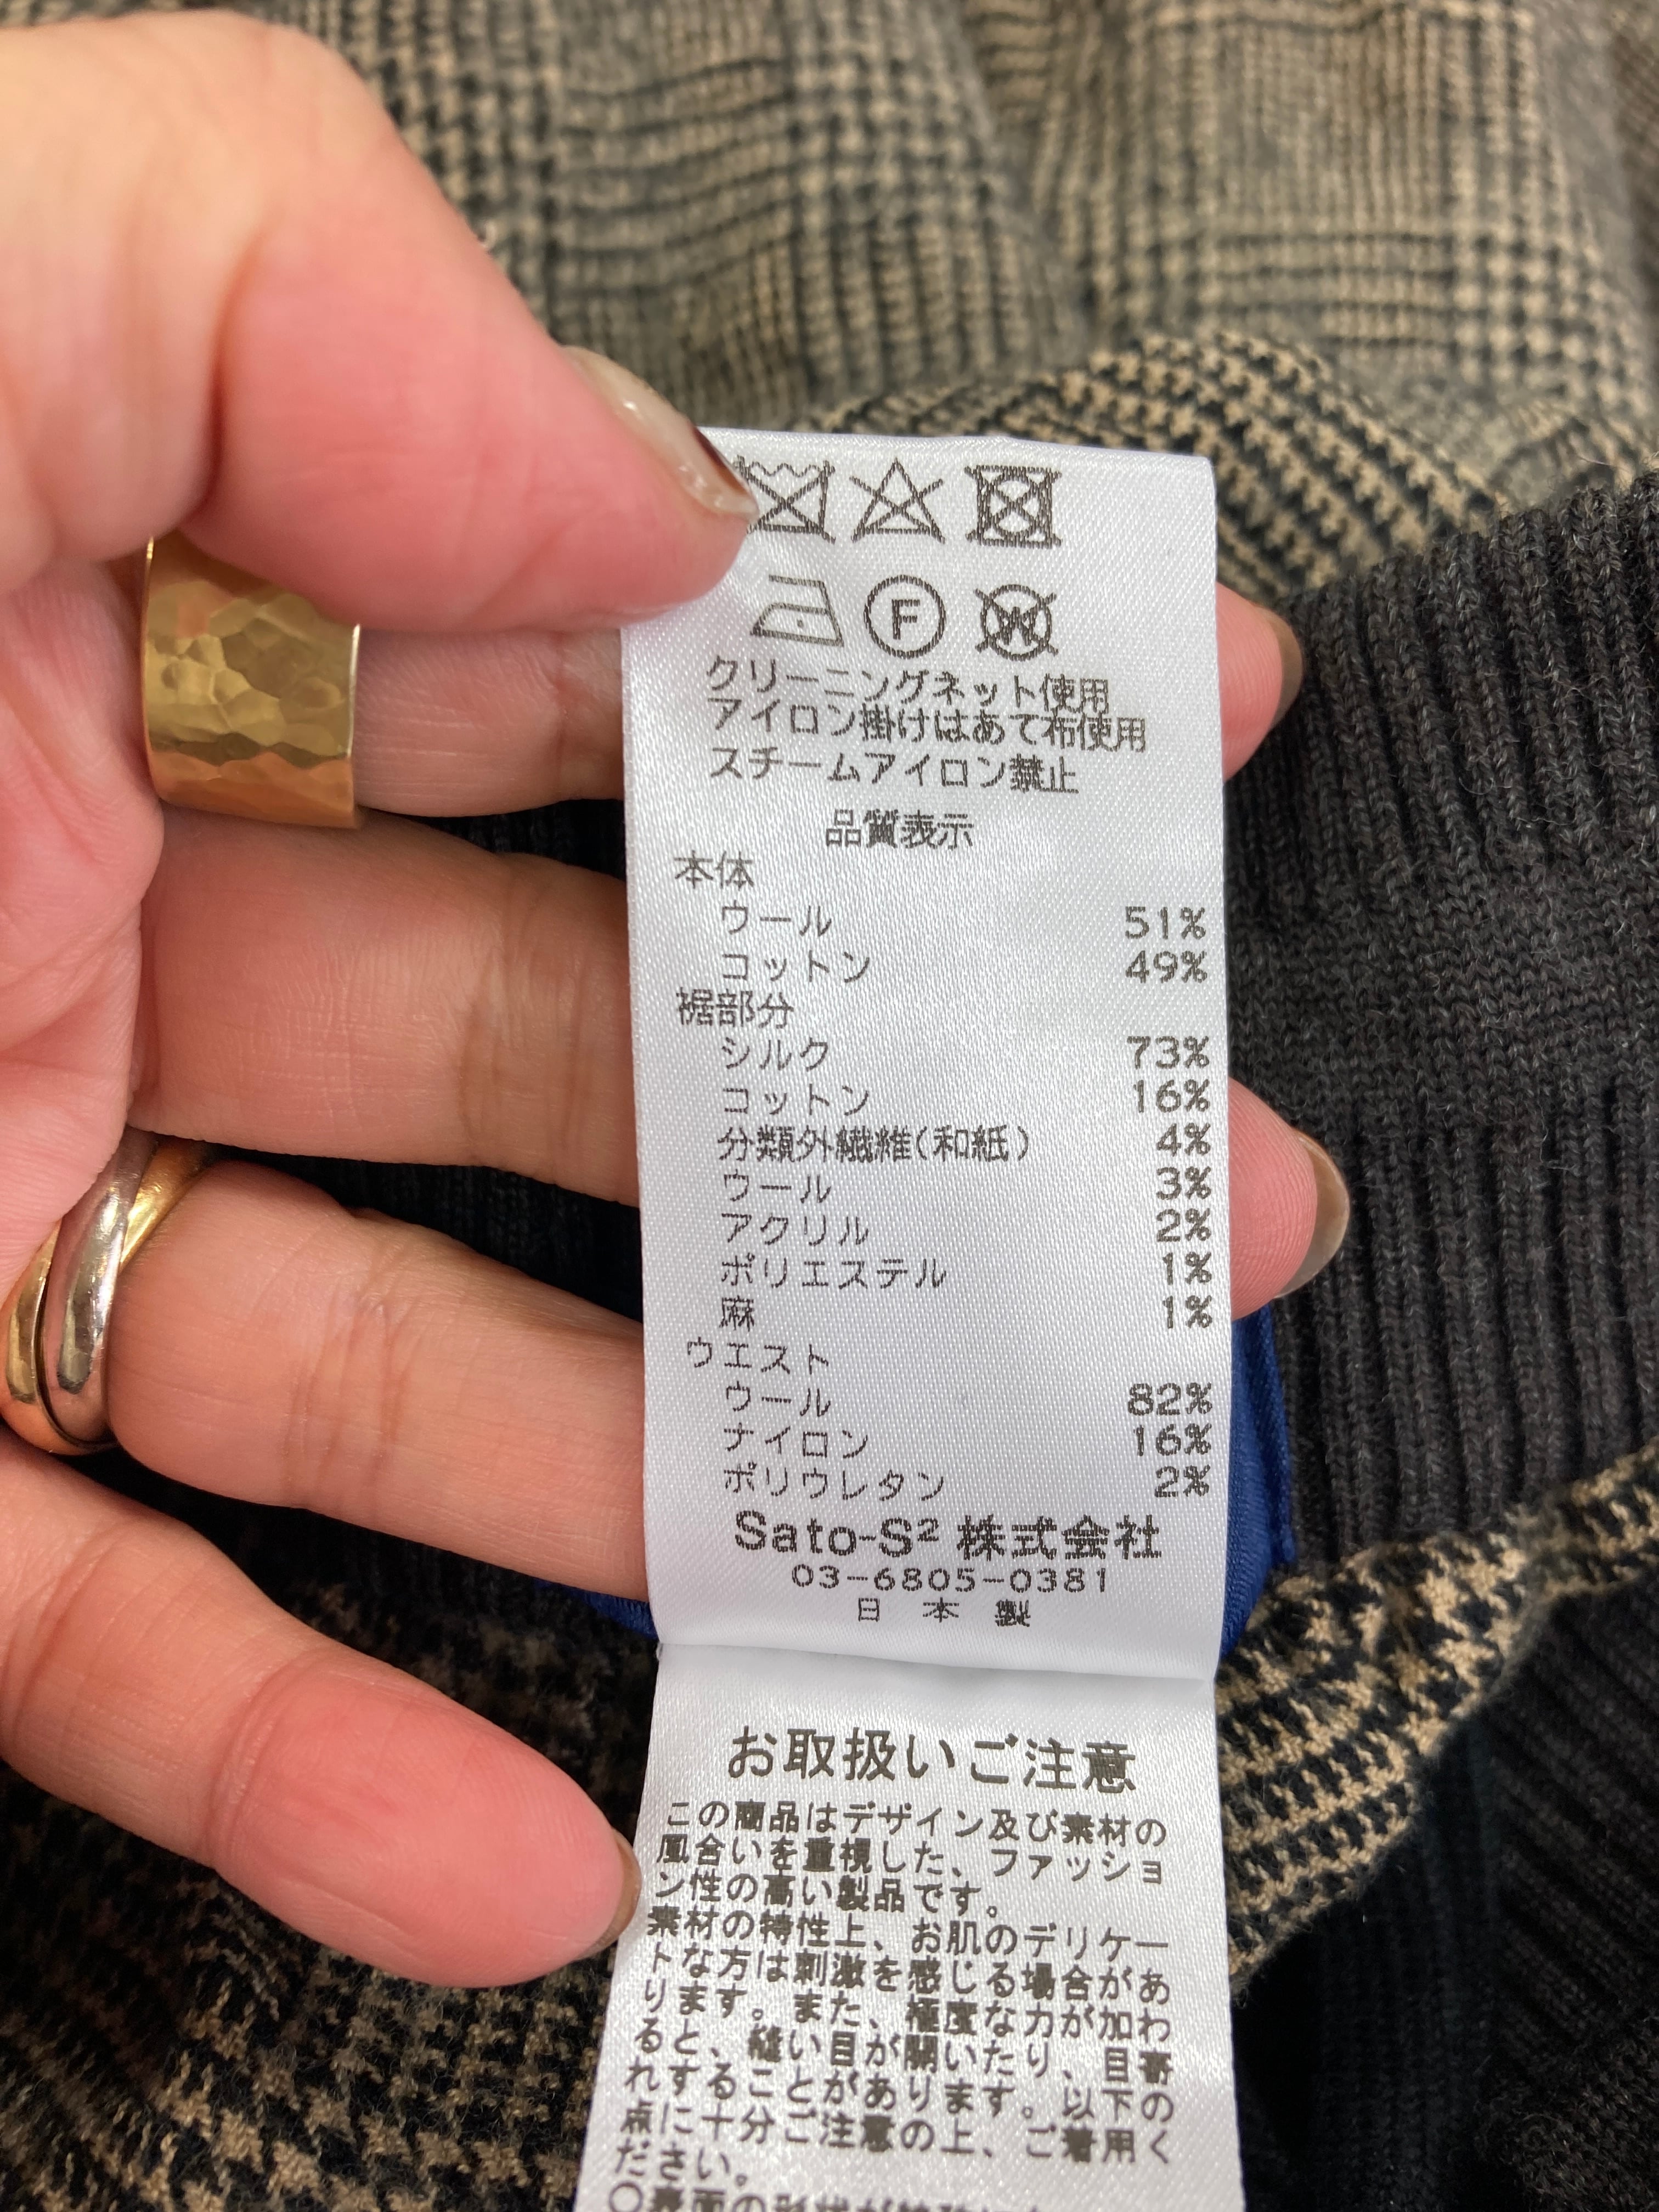 F
W
クリーニングネット使用
アイロン掛けはあて布使用
スチームアイロン禁止
品質表示
本体
ウール 51%
コットン 49%
裾部分
シルク 73%
コットン 16%
分類外繊維(和紙) 4%
ウール 3%
アクリル 2%
ポリエステル 1%
麻 1%
ウエスト
ウール 82%
ナイロン 16%
ポリウレタン 2%
Sato-S² 株式会社
03-6805-0381
日本製
お取扱いご注意
この商品はデザイン及び素材の
風合いを重視した、ファッショ
ン性の高い製品です。
素材の特性上、お肌のデリケー
トな方は刺激を感じる場合があ
ります。また、極度な力が加わ
ると、縫い目が開いたり、目寄
れすることがあります。以下の
点に十分ご注意の上、ご着用く
ださい。
○表面の形状が